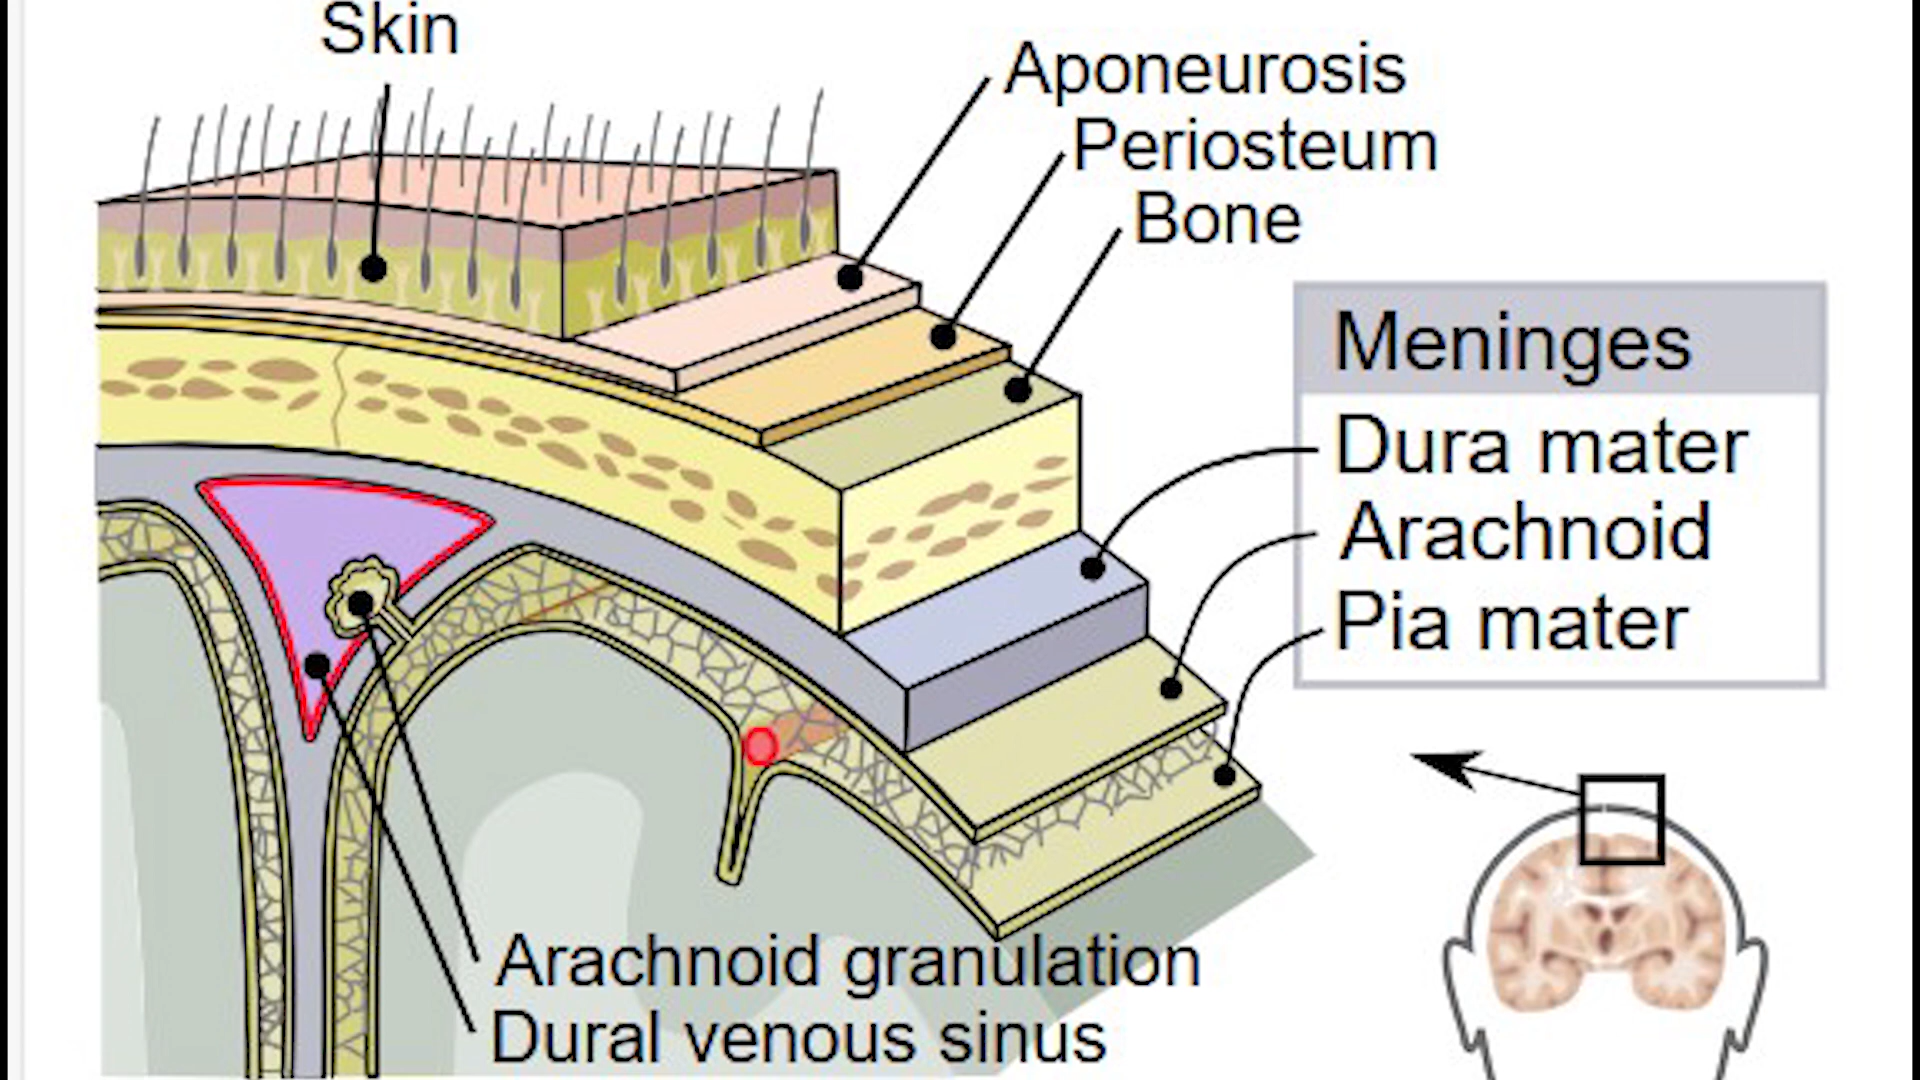 Skin
Aponeurosis
Periosteum
Bone
Meninges
Dura mater
Arachnoid
Pia mater
Arachnoid granulation
Dural venous sinus